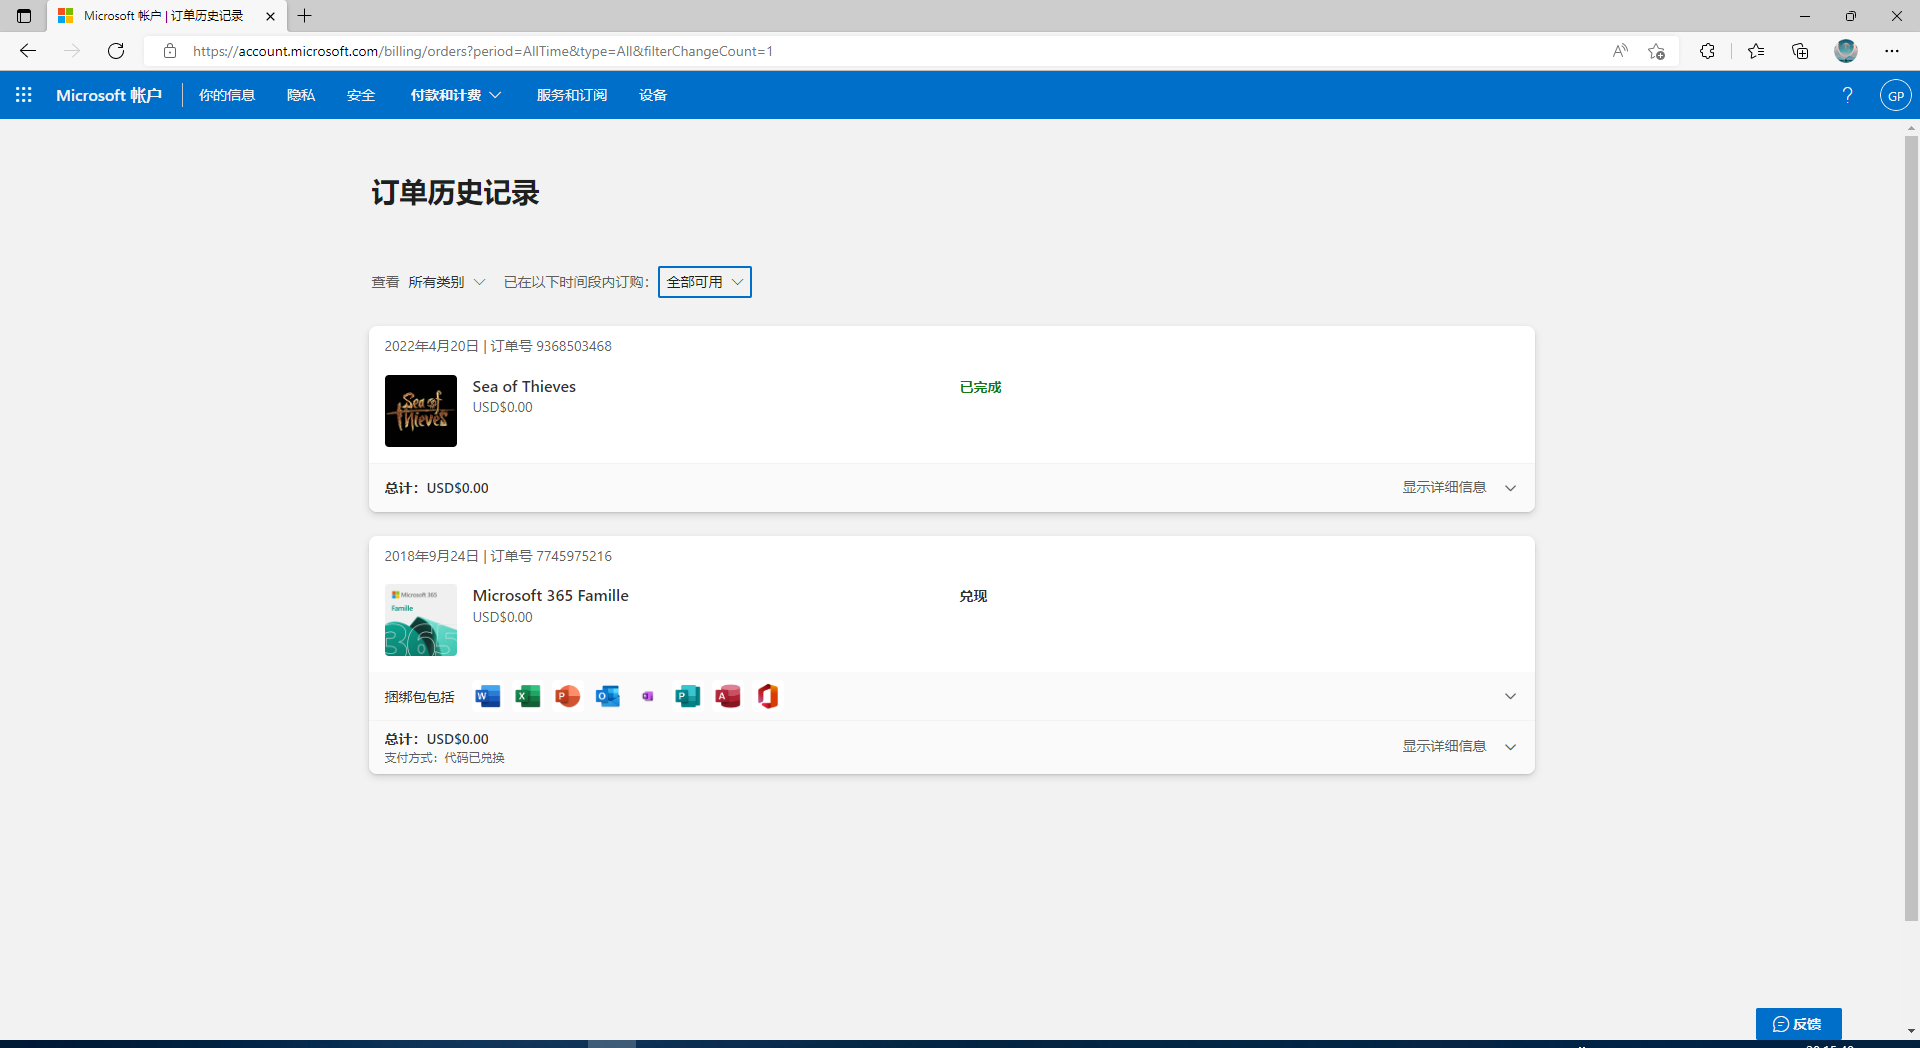 Microsoft 帐户 | 订单历史记录
https://account.microsoft.com/billing/orders?period=AllTime&type=All&filterChangeCount=1
Microsoft 帐户 你的信息 隐私 安全 付款和计费 服务和订阅 设备 ? GP
订单历史记录
查看 所有类别 已在以下时间段内订购: 全部可用
2022年4月20日 | 订单号 9368503468
Sea of Thieves
Sea of Thieves 已完成
USD$0.00
总计: USD$0.00 显示详细信息
2018年9月24日 | 订单号 7745975216
Microsoft 365
Famille
365
Microsoft 365 Famille 兑现
USD$0.00
捆绑包包括 W X P O P A
总计: USD$0.00 显示详细信息
支付方式: 代码已兑换
反馈